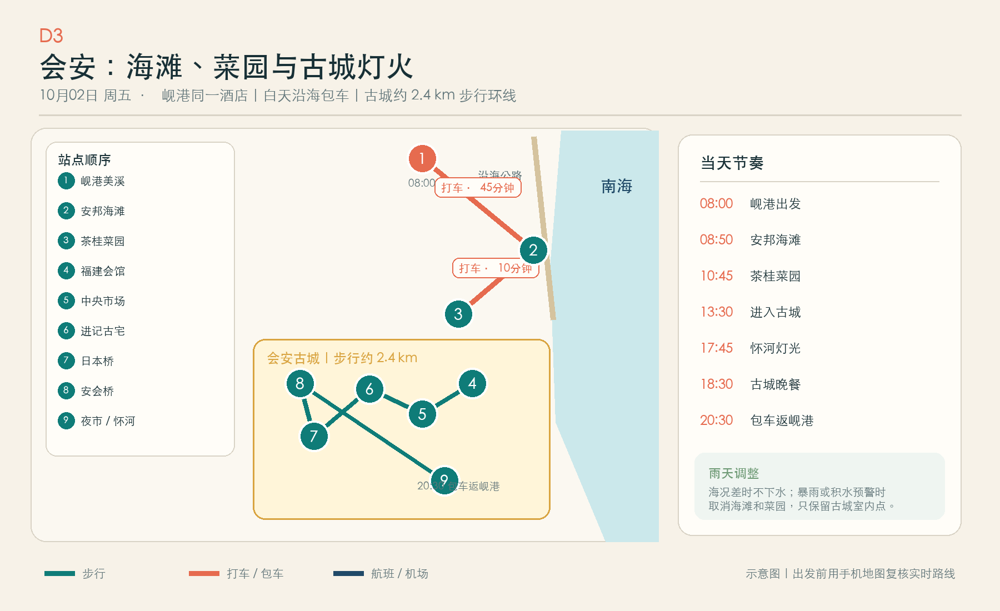 D3
会安：海滩、菜园与古城灯火
10月02日 周五 · 岘港同一酒店丨白天沿海包车丨古城约 2.4 km 步行环线
站点顺序
1 岘港美溪
2 安邦海滩
3 茶桂菜园
4 福建会馆
5 中央市场
6 进记古宅
7 日本桥
8 安会桥
9 夜市 / 怀河
1
沿海公路
08:00
打车 · 45分钟
南海
2
打车 · 10分钟
3
会安古城丨步行约 2.4 km
8
6
4
5
7
9
20:30 包车返岘港
当天节奏
08:00 岘港出发
08:50 安邦海滩
10:45 茶桂菜园
13:30 进入古城
17:45 怀河灯光
18:30 古城晚餐
20:30 包车返岘港
雨天调整
海况差时不下水；暴雨或积水预警时
取消海滩和菜园，只保留古城室内点。
步行
打车 / 包车
航班 / 机场
示意图丨出发前用手机地图复核实时路线